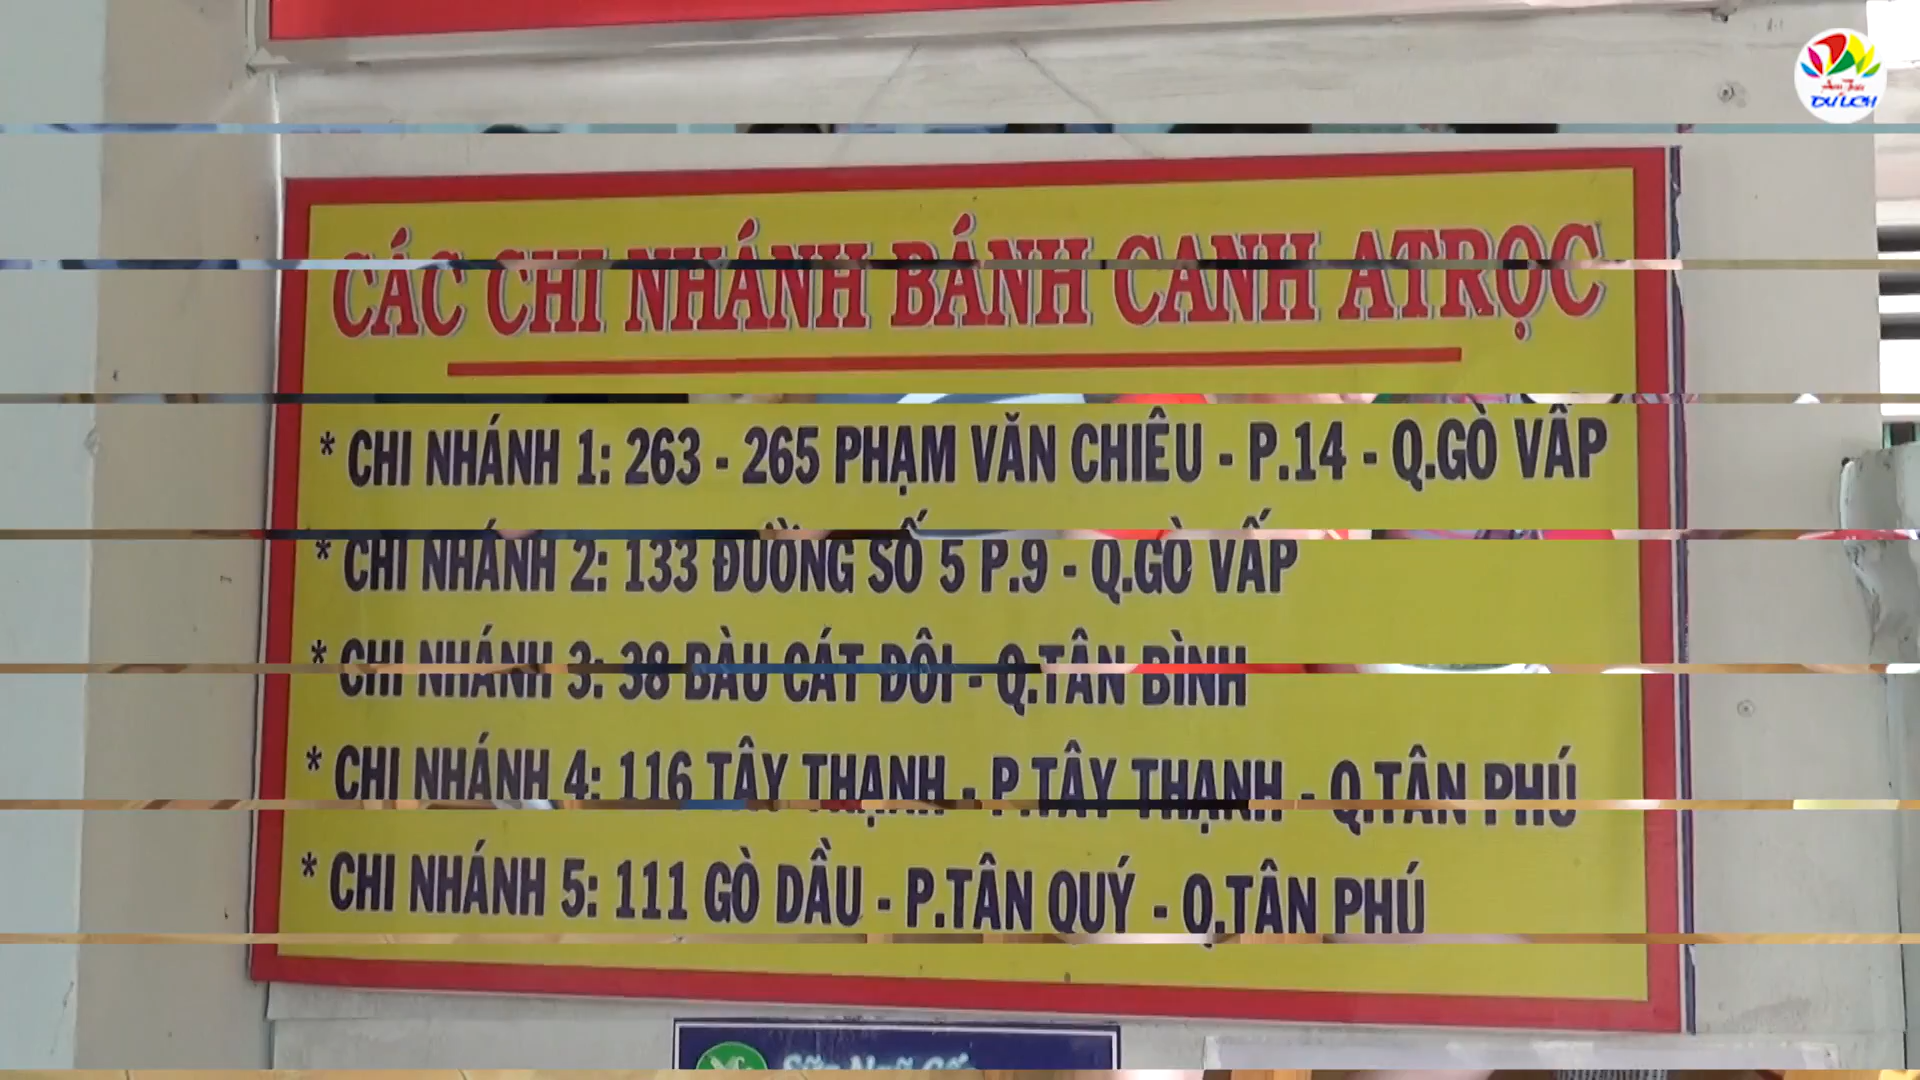 DU LỊCH
CÁC CHI NHÁNH BÁNH CANH ATRỌC
* CHI NHÁNH 1: 263 - 265 PHẠM VĂN CHIÊU - P.14 - Q.GÒ VẤP
* CHI NHÁNH 2: 133 ĐƯỜNG SỐ 5 P.9 - Q.GÒ VẤP
* CHI NHÁNH 3: 38 BÀU CÁT ĐÔI - Q.TÂN BÌNH
* CHI NHÁNH 4: 116 TÂY THẠNH - P.TÂY THẠNH - Q.TÂN PHÚ
* CHI NHÁNH 5: 111 GÒ DẦU - P.TÂN QUÝ - Q.TÂN PHÚ